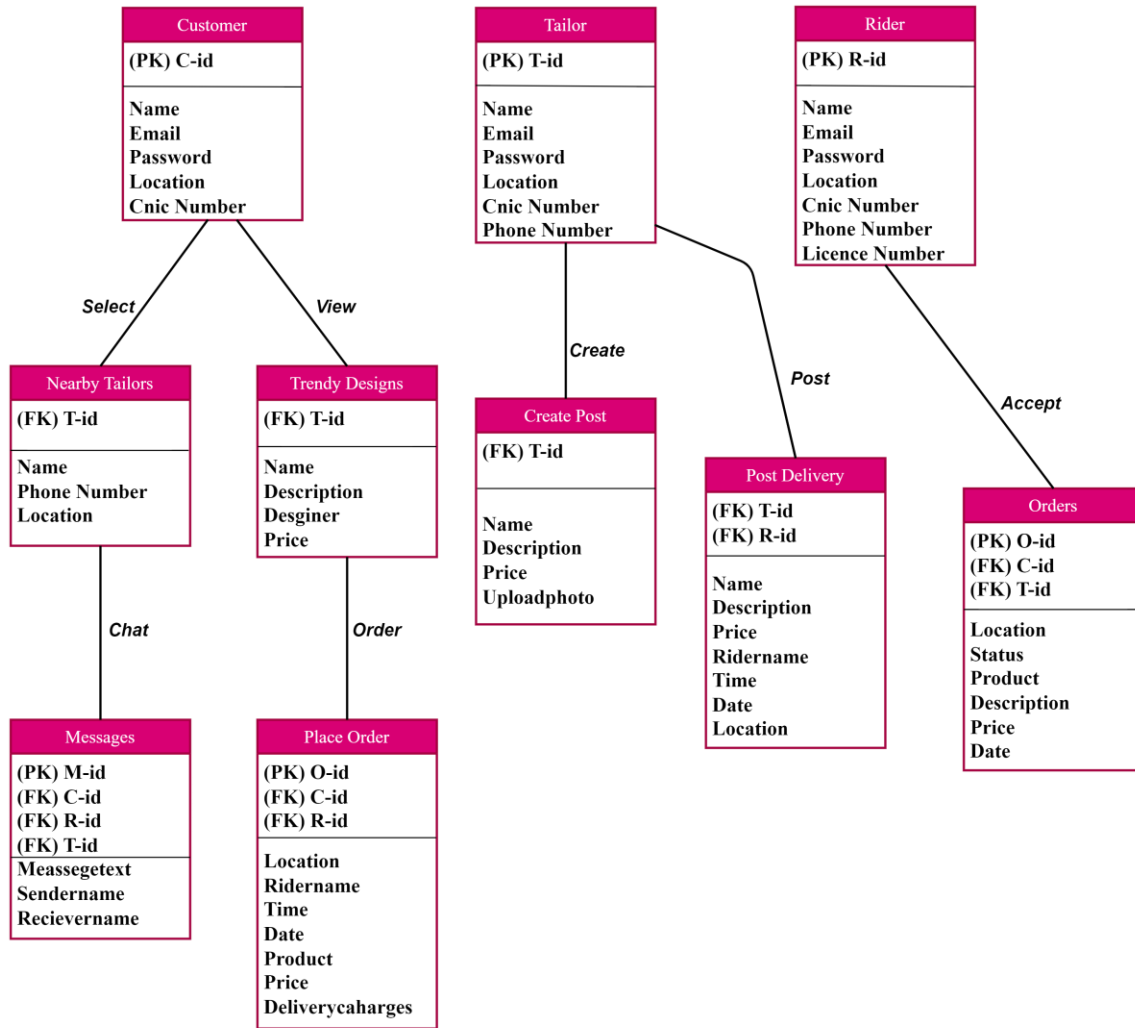 Customer
(PK) C-id
Name
Email
Password
Location
Cnic Number
Tailor
(PK) T-id
Name
Email
Password
Location
Cnic Number
Phone Number
Rider
(PK) R-id
Name
Email
Password
Location
Cnic Number
Phone Number
Licence Number
Select
View
Create
Post
Accept
Nearby Tailors
(FK) T-id
Name
Phone Number
Location
Trendy Designs
(FK) T-id
Name
Description
Desginer
Price
Create Post
(FK) T-id
Name
Description
Price
Uploadphoto
Post Delivery
(FK) T-id
(FK) R-id
Name
Description
Price
Ridername
Time
Date
Location
Orders
(PK) O-id
(FK) C-id
(FK) T-id
Location
Status
Product
Description
Price
Date
Chat
Order
Messages
(PK) M-id
(FK) C-id
(FK) R-id
(FK) T-id
Meassegetext
Sendername
Recievername
Place Order
(PK) O-id
(FK) C-id
(FK) R-id
Location
Ridername
Time
Date
Product
Price
Deliverycaharges